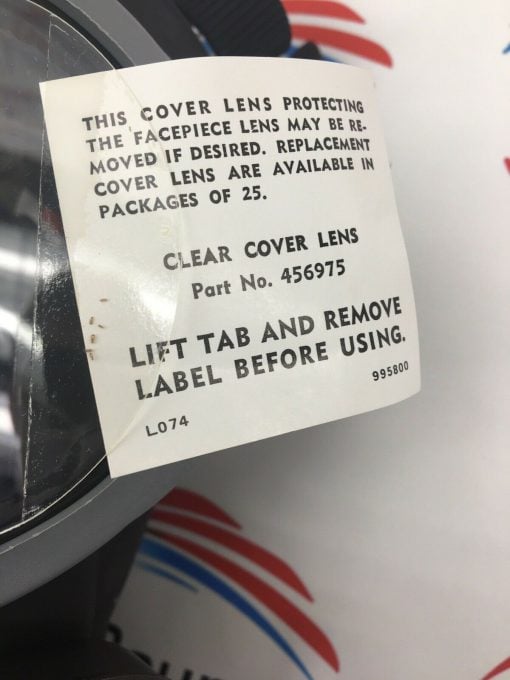 THIS COVER LENS PROTECTING
THE FACEPIECE LENS MAY BE RE-
MOVED IF DESIRED. REPLACEMENT
COVER LENS ARE AVAILABLE IN
PACKAGES OF 25.
CLEAR COVER LENS
Part No. 456975
LIFT TAB AND REMOVE
LABEL BEFORE USING.
995800
L074